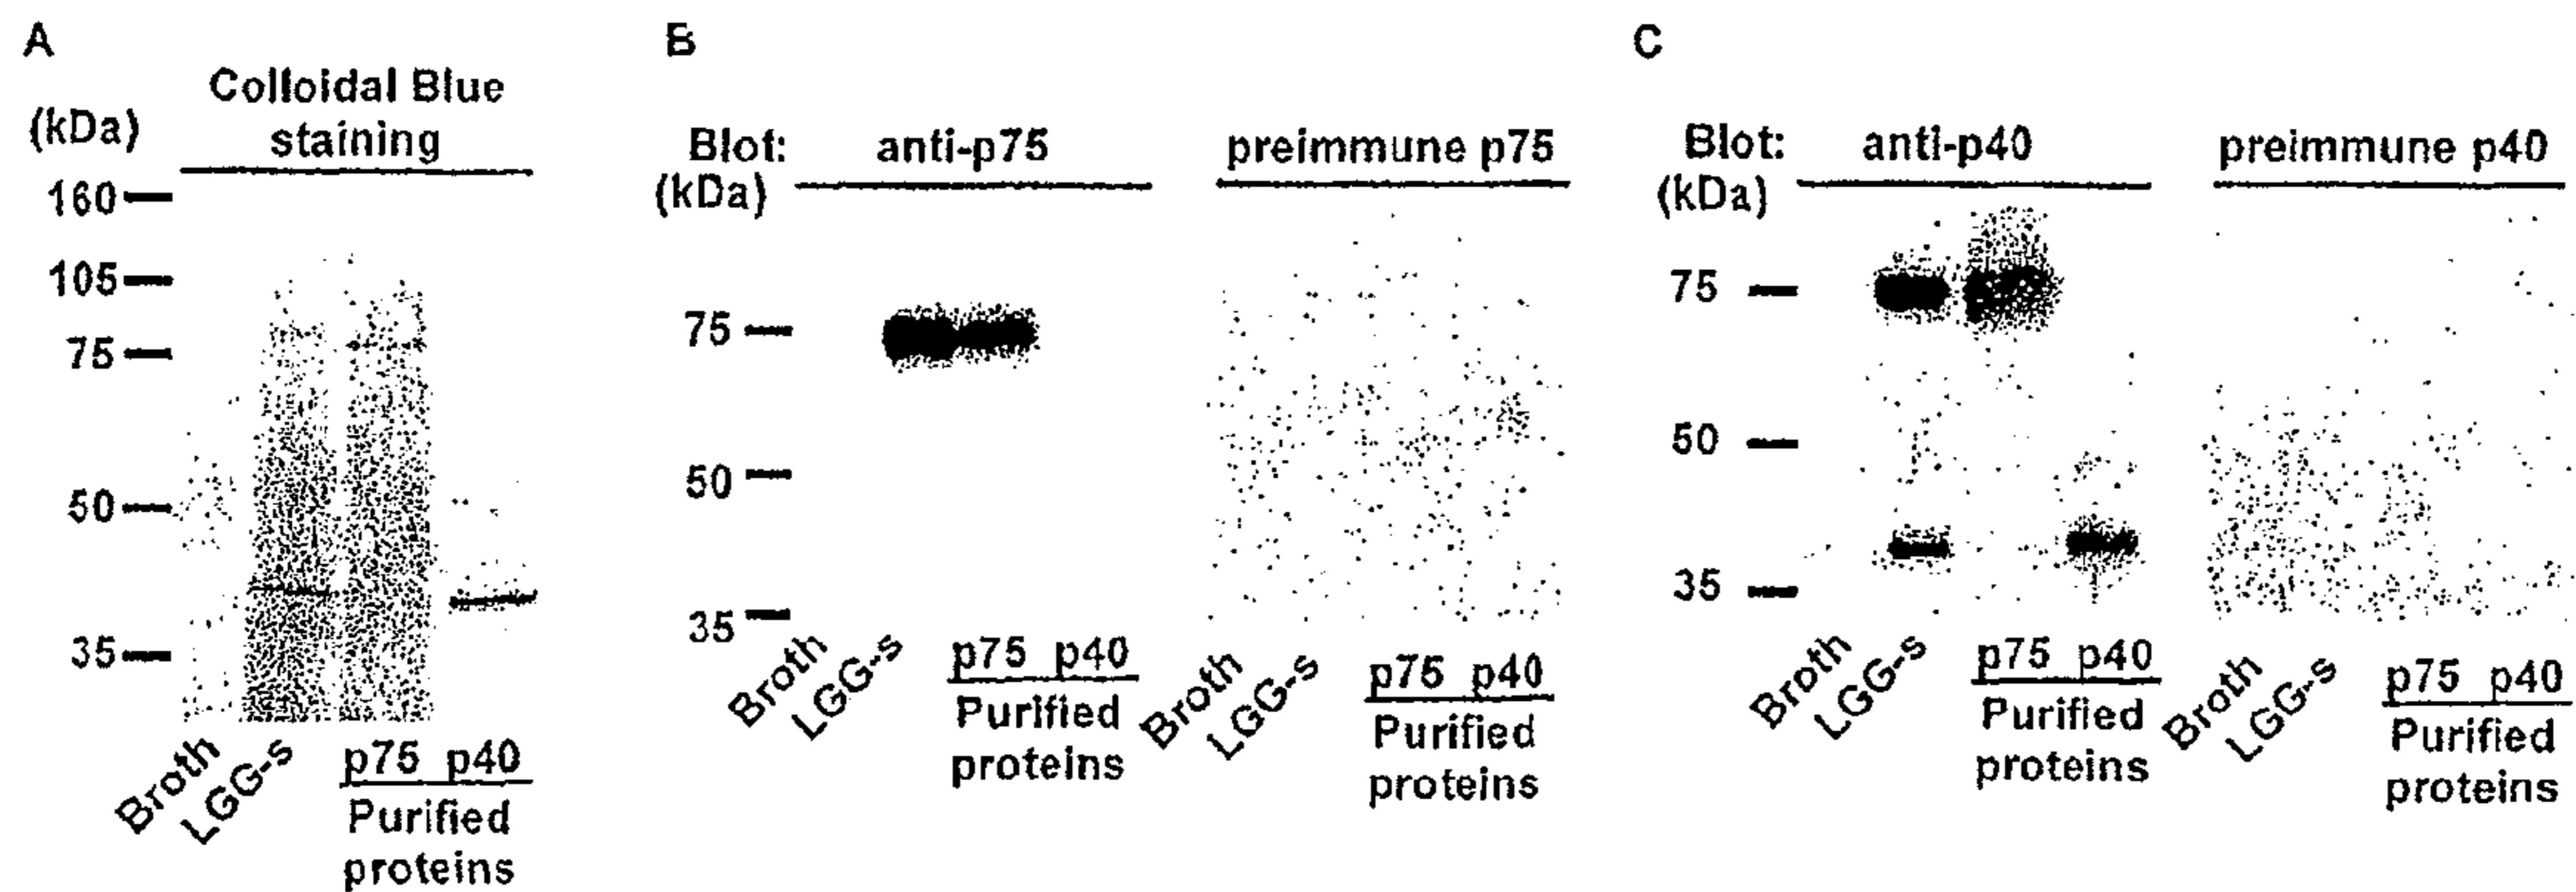 A
Colloidal Blue
staining
(kDa)
160
105
75
50
35
Broth
LGG-s
p75 p40
Purified
proteins
B
Blot:
(kDa)
anti-p75
preimmune p75
75
50
35
Broth
LGG-s
p75 p40
Purified
proteins
Broth
LGG-s
p75 p40
Purified
proteins
C
Blot:
(kDa)
anti-p40
preimmune p40
75
50
35
Broth
LGG-s
p75 p40
Purified
proteins
Broth
LGG-s
p75 p40
Purified
proteins